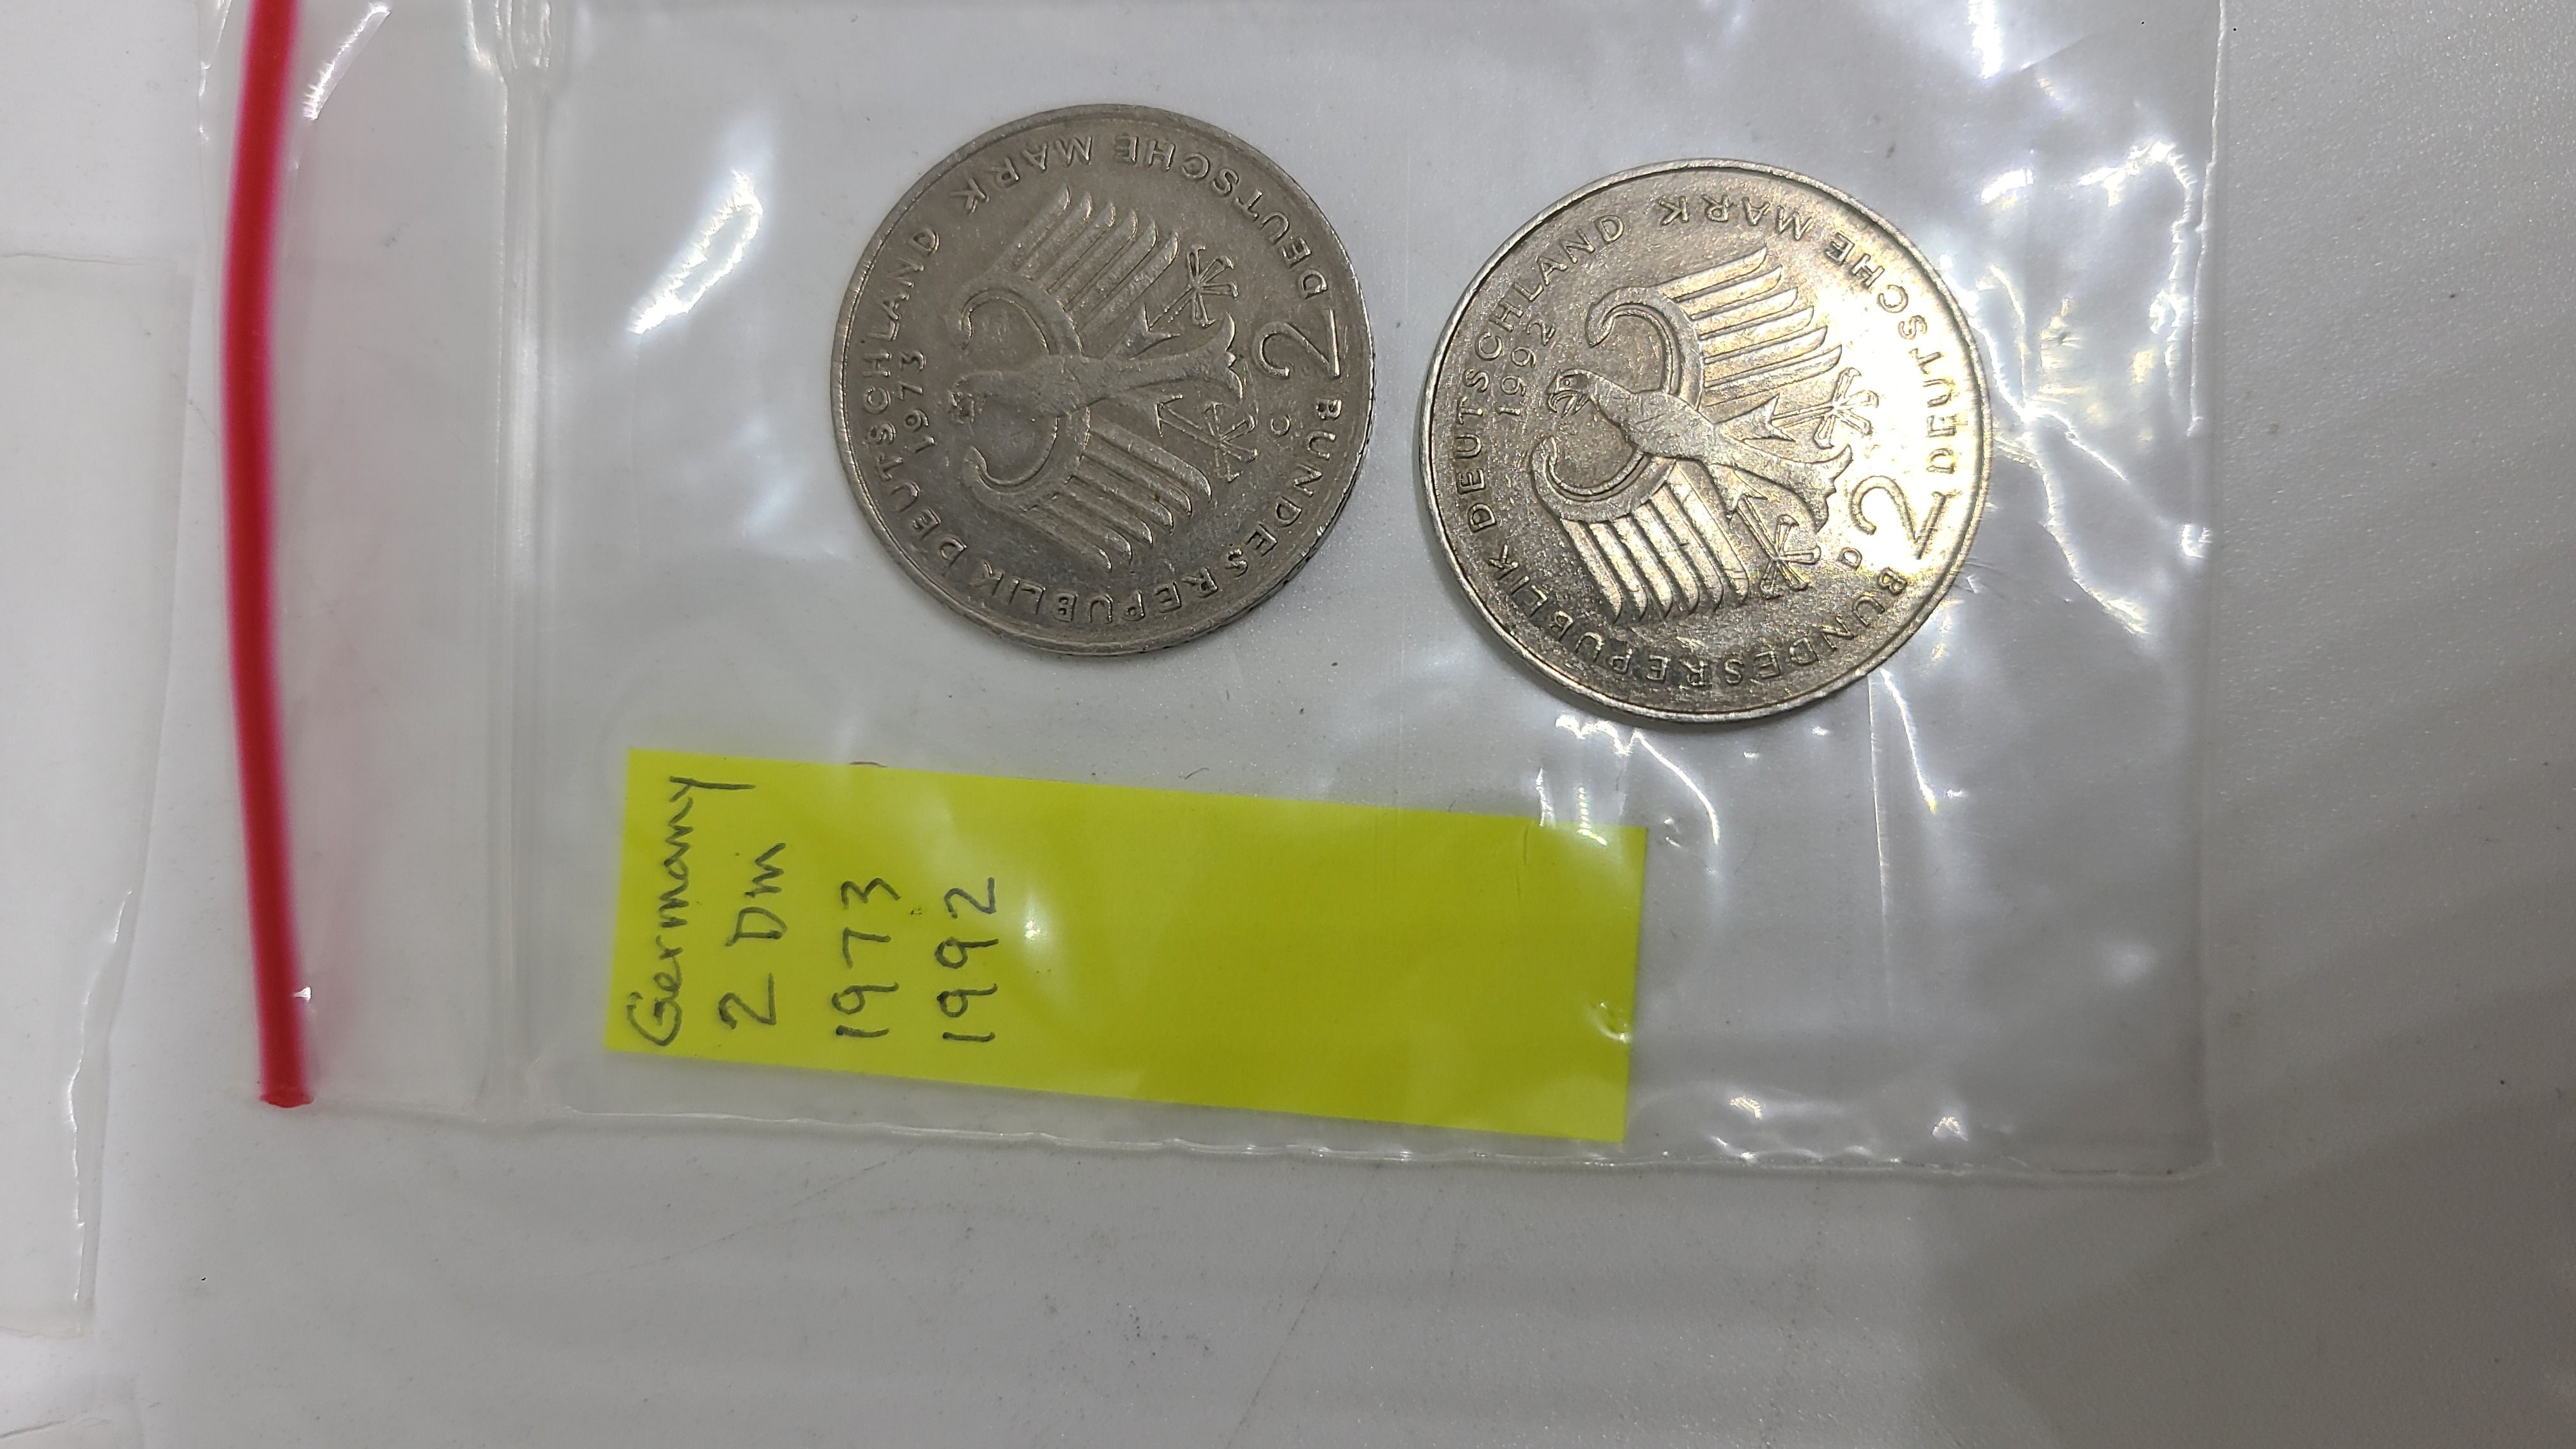 BUNDESREPUBLIK DEUTSCHLAND
1973
2 DEUTSCHE MARK
BUNDESREPUBLIK DEUTSCHLAND
1992
2 DEUTSCHE MARK
Germany
2 Dm
1973
1992